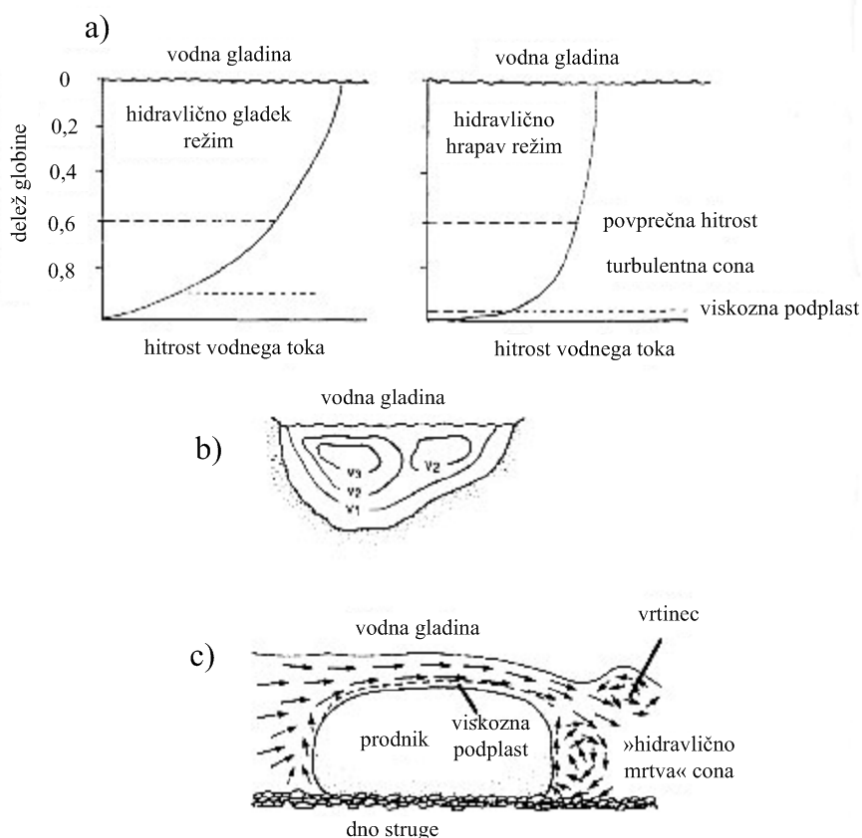 a)
vodna gladina
vodna gladina
0
0,2
0,4
0,6
0,8
delež globine
hidravlično gladek
režim
hidravlično
hrapav režim
povprečna hitrost
turbulentna cona
viskozna podplast
hitrost vodnega toka
hitrost vodnega toka
b)
vodna gladina
V3
V2
V1
V2
c)
vodna gladina
vrtinec
viskozna
podplast
prodnik
»hidravlično
mrtva« cona
dno struge